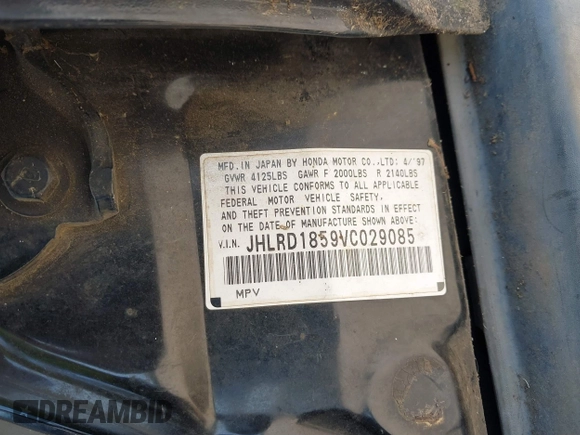 MFD. IN JAPAN BY HONDA MOTOR CO., LTD: 4/'97
GVWR 4125LBS GAWR F 2000LBS R 2140LBS
THIS VEHICLE CONFORMS TO ALL APPLICABLE
FEDERAL MOTOR VEHICLE SAFETY,
AND THEFT PREVENTION STANDARDS IN EFFECT
ON THE DATE OF MANUFACTURE SHOWN ABOVE:
V.I.N. JHLRD1859VC029085
MPV
DREAMBID